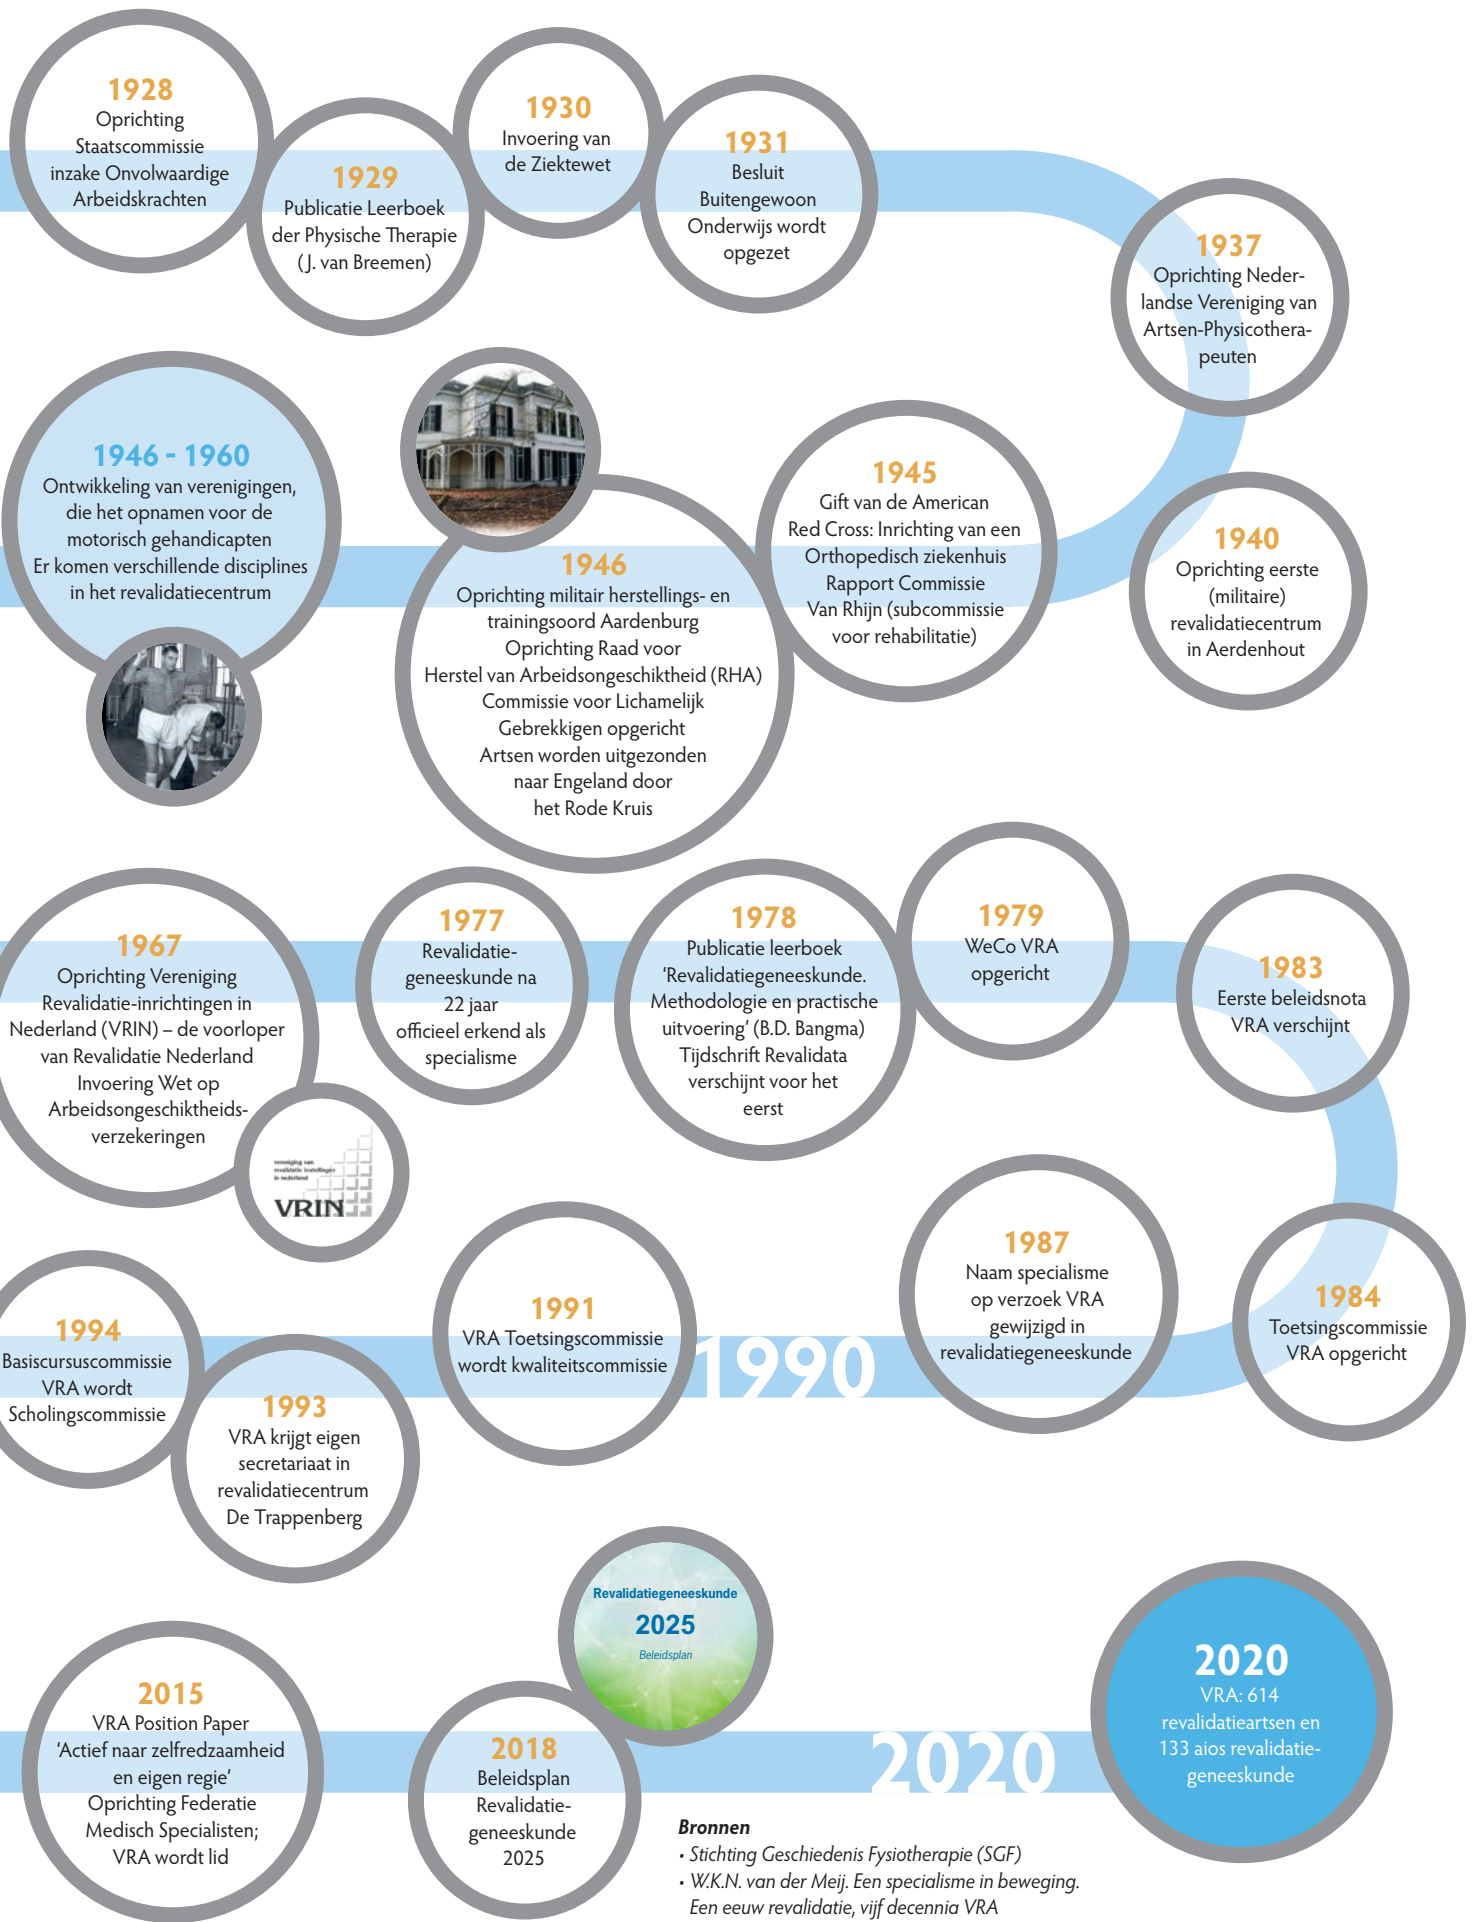 1928
Oprichting
Staatscommissie
inzake Onvolwaardige
Arbeidskrachten
1929
Publicatie Leerboek
der Physische Therapie
(J. van Breemen)
1930
Invoering van
de Ziektewet
1931
Besluit
Buitengewoon
Onderwijs wordt
opgezet
1937
Oprichting Neder-
landse Vereniging van
Artsen-Physicothera-
peuten
1940
Oprichting eerste
(militaire)
revalidatiecentrum
in Aerdenhout
1945
Gift van de American
Red Cross: Inrichting van een
Orthopedisch ziekenhuis
Rapport Commissie
Van Rhijn (subcommissie
voor rehabilitatie)
1946
Oprichting militair herstellings- en
trainingsoord Aardenburg
Oprichting Raad voor
Herstel van Arbeidsongeschiktheid (RHA)
Commissie voor Lichamelijk
Gebrekkigen opgericht
Artsen worden uitgezonden
naar Engeland door
het Rode Kruis
1946 - 1960
Ontwikkeling van verenigingen,
die het opnamen voor de
motorisch gehandicapten
Er komen verschillende disciplines
in het revalidatiecentrum
1967
Oprichting Vereniging
Revalidatie-inrichtingen in
Nederland (VRIN) – de voorloper
van Revalidatie Nederland
Invoering Wet op
Arbeidsongeschiktheids-
verzekeringen
vereniging van
revalidatie instellingen
in nederland
VRIN
1977
Revalidatie-
geneeskunde na
22 jaar
officieel erkend als
specialisme
1978
Publicatie leerboek
'Revalidatiegeneeskunde.
Methodologie en practische
uitvoering' (B.D. Bangma)
Tijdschrift Revalidata
verschijnt voor het
eerst
1979
WeCo VRA
opgericht
1983
Eerste beleidsnota
VRA verschijnt
1984
Toetsingscommissie
VRA opgericht
1987
Naam specialisme
op verzoek VRA
gewijzigd in
revalidatiegeneeskunde
1990
1991
VRA Toetsingscommissie
wordt kwaliteitscommissie
1993
VRA krijgt eigen
secretariaat in
revalidatiecentrum
De Trappenberg
1994
Basiscursuscommissie
VRA wordt
Scholingscommissie
2015
VRA Position Paper
'Actief naar zelfredzaamheid
en eigen regie'
Oprichting Federatie
Medisch Specialisten;
VRA wordt lid
2018
Beleidsplan
Revalidatie-
geneeskunde
2025
Revalidatiegeneeskunde
2025
Beleidsplan
2020
2020
VRA: 614
revalidatieartsen en
133 aios revalidatie-
geneeskunde
Bronnen
• Stichting Geschiedenis Fysiotherapie (SGF)
• W.K.N. van der Meij. Een specialisme in beweging.
Een eeuw revalidatie, vijf decennia VRA